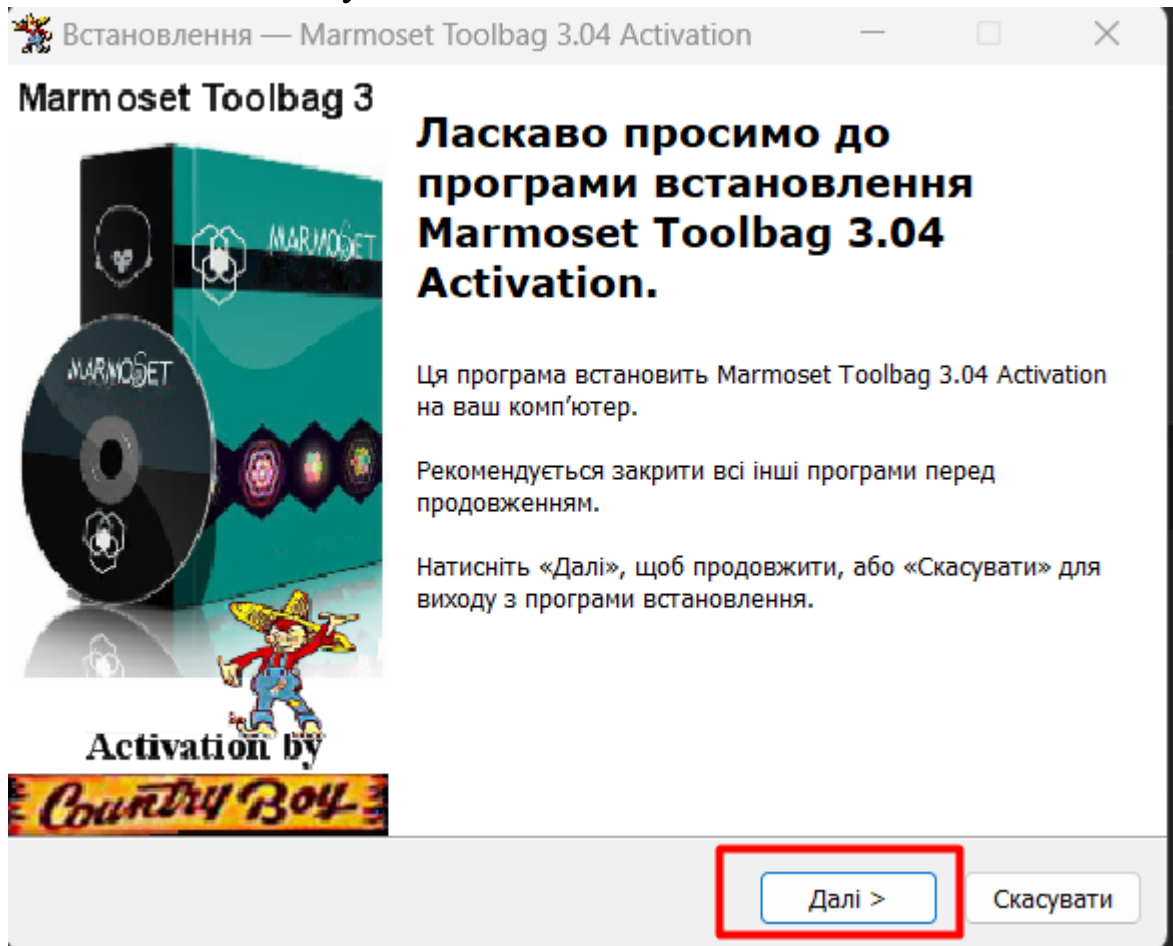 Встановлення — Marmoset Toolbag 3.04 Activation
Marmoset Toolbag 3
MARMOSET
MARMOSET
Activation by
Country Boy
Ласкаво просимо до
програми встановлення
Marmoset Toolbag 3.04
Activation.
Ця програма встановить Marmoset Toolbag 3.04 Activation
на ваш комп’ютер.
Рекомендується закрити всі інші програми перед
продовженням.
Натисніть «Далі», щоб продовжити, або «Скасувати» для
виходу з програми встановлення.
Далі >
Скасувати